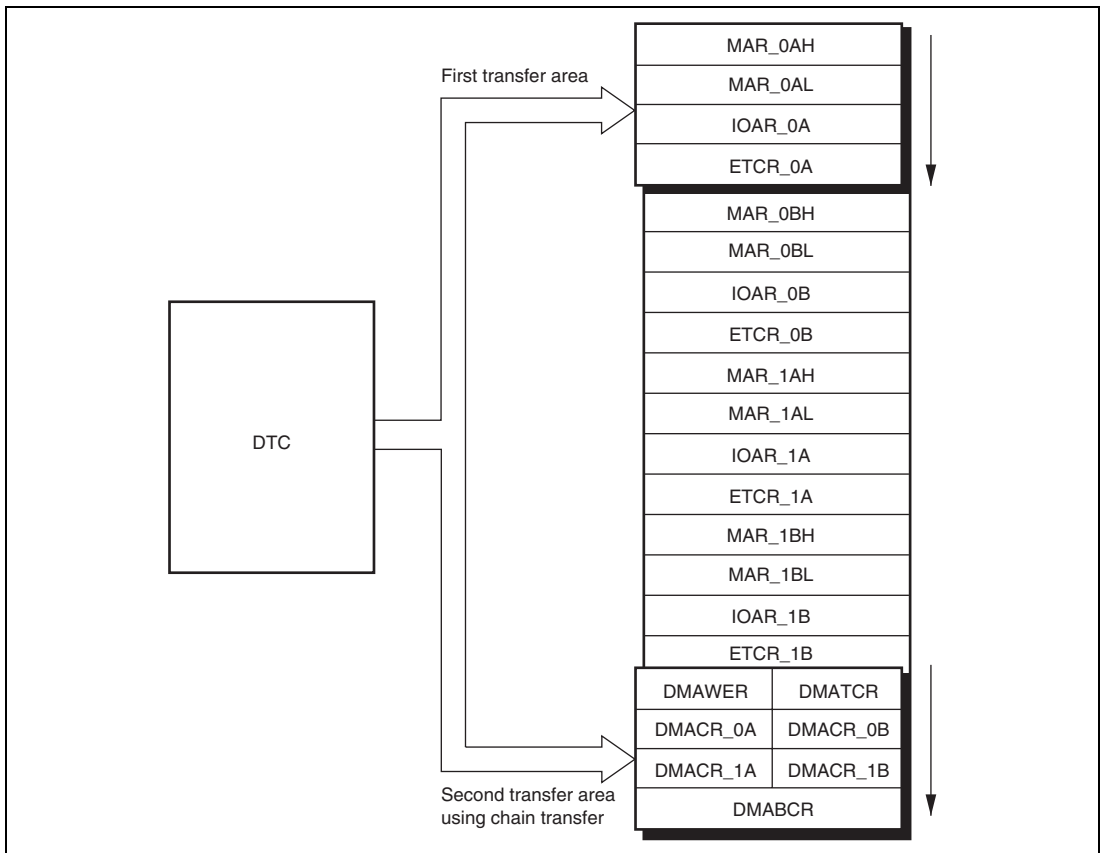 First transfer area
MAR_0AH
MAR_0AL
IOAR_0A
ETCR_0A
MAR_0BH
MAR_0BL
IOAR_0B
ETCR_0B
MAR_1AH
MAR_1AL
IOAR_1A
ETCR_1A
MAR_1BH
MAR_1BL
IOAR_1B
ETCR_1B
DTC
DMAWER DMATCR
DMACR_0A DMACR_0B
DMACR_1A DMACR_1B
DMABCR
Second transfer area
using chain transfer